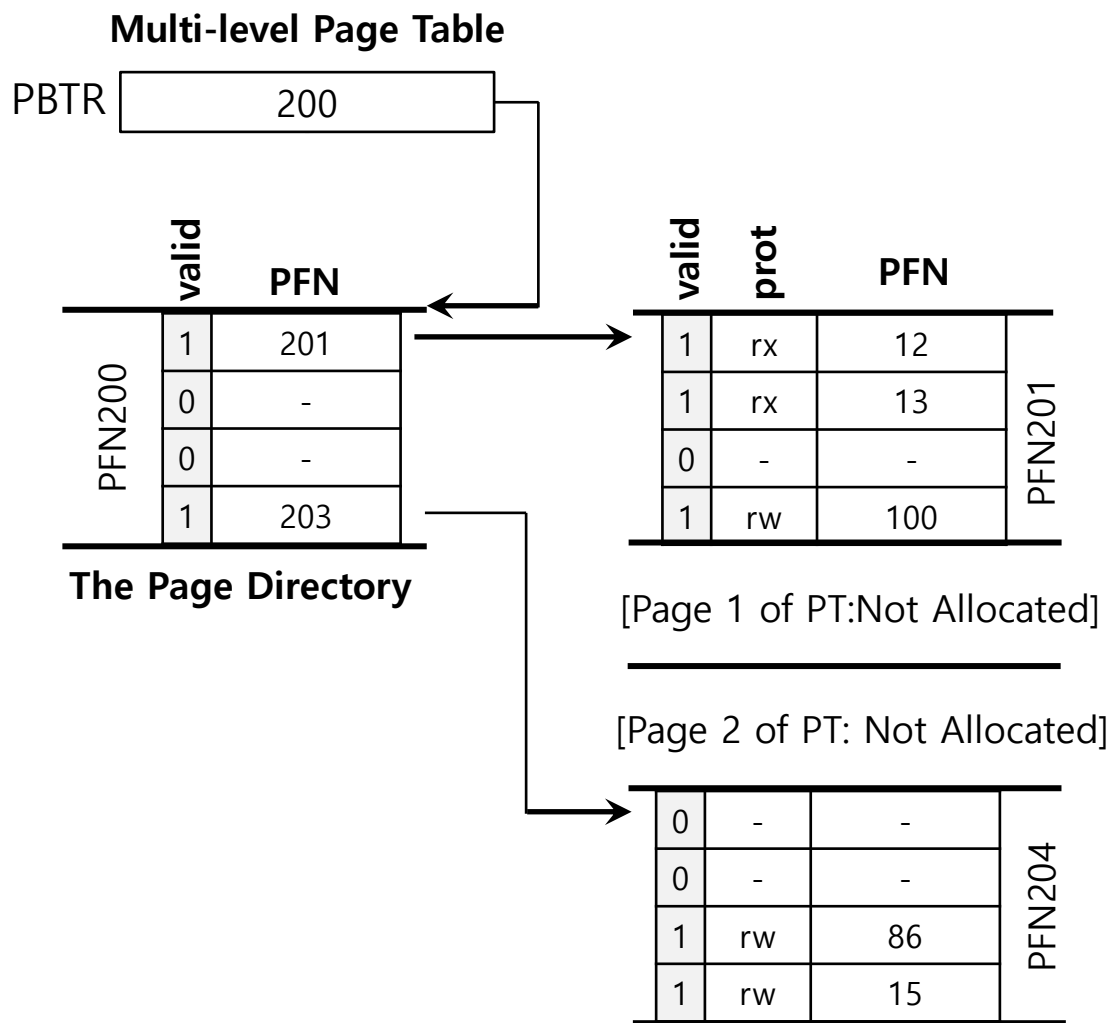 Multi-level Page Table
PBTR 200
valid PFN
PFN200
1 201
0 -
0 -
1 203
The Page Directory
valid prot PFN
1 rx 12
1 rx 13
0 - -
1 rw 100
PFN201
[Page 1 of PT:Not Allocated]
[Page 2 of PT: Not Allocated]
0 - -
0 - -
1 rw 86
1 rw 15
PFN204